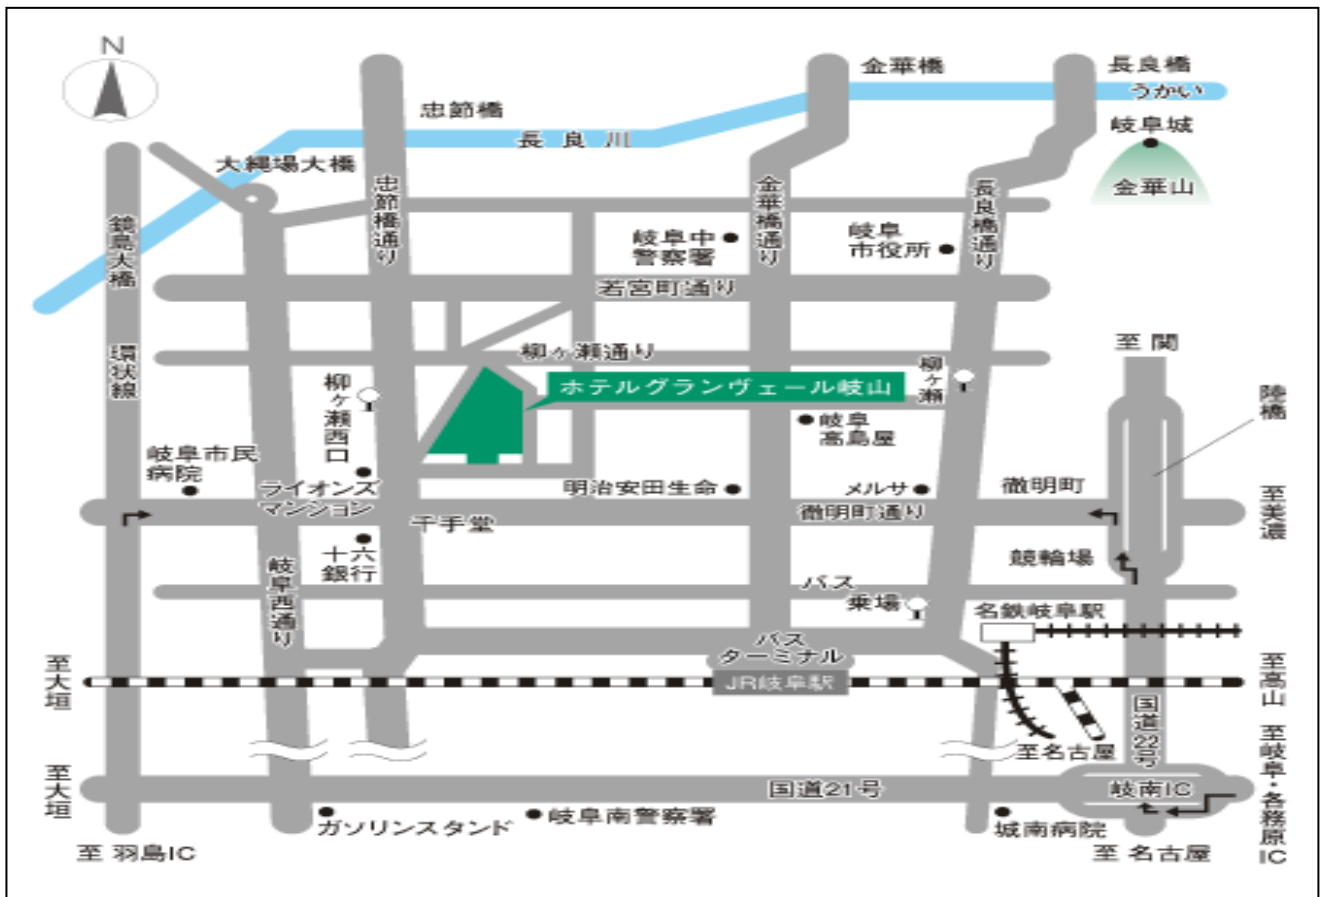 N
金華橋
長良橋
うかい
忠節橋
長良川
岐阜城
大縄場大橋
金華山
忠節橋通り
金華橋通り
長良橋通り
鏡島大橋
岐阜中
警察署
岐阜
市役所
若宮町通り
環状線
柳ヶ瀬通り
柳ヶ瀬
至 関
ホテルグランヴェール岐山
柳ヶ瀬西口
陸橋
岐阜
高島屋
岐阜市民
病院
ライオンズ
マンション
明治安田生命
メルサ
徹明町
至美濃
千手堂
徹明町通り
十六
銀行
競輪場
岐阜西通り
バス
乗場
名鉄岐阜駅
バス
ターミナル
JR岐阜駅
至大垣
至高山
国道22号
至名古屋
至岐阜・各務原IC
至大垣
国道21号
岐南IC
ガソリンスタンド
岐阜南警察署
城南病院
至 羽島IC
至 名古屋